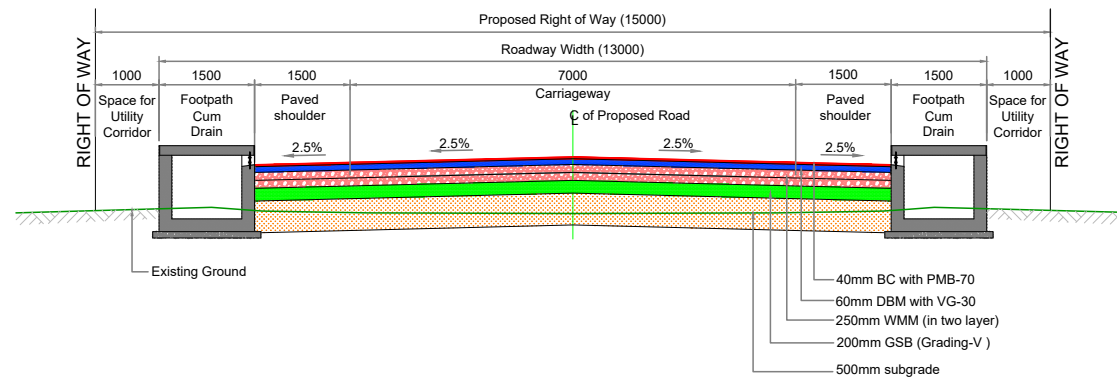 Proposed Right of Way (15000)
Roadway Width (13000)
RIGHT OF WAY
1000
1500
1500
7000
1500
1500
1000
RIGHT OF WAY
Space for
Utility
Corridor
Footpath
Cum
Drain
Paved
shoulder
Carriageway
℄ of Proposed Road
Paved
shoulder
Footpath
Cum
Drain
Space for
Utility
Corridor
2.5%
2.5%
2.5%
2.5%
Existing Ground
40mm BC with PMB-70
60mm DBM with VG-30
250mm WMM (in two layer)
200mm GSB (Grading-V )
500mm subgrade